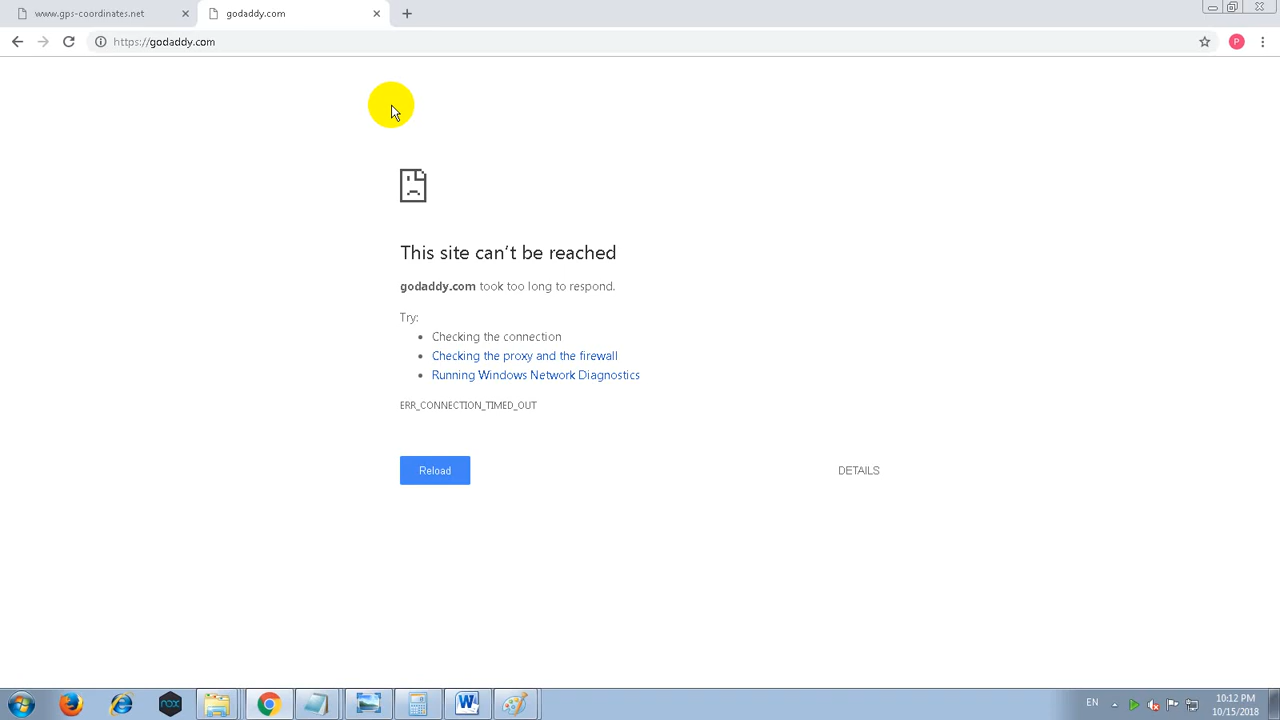 www.gps-coordinates.net
godaddy.com
https://godaddy.com
P
This site can't be reached
godaddy.com took too long to respond.
Try:
Checking the connection
Checking the proxy and the firewall
Running Windows Network Diagnostics
ERR_CONNECTION_TIMED_OUT
Reload
DETAILS
nox
W
EN
10:12 PM
10/15/2018